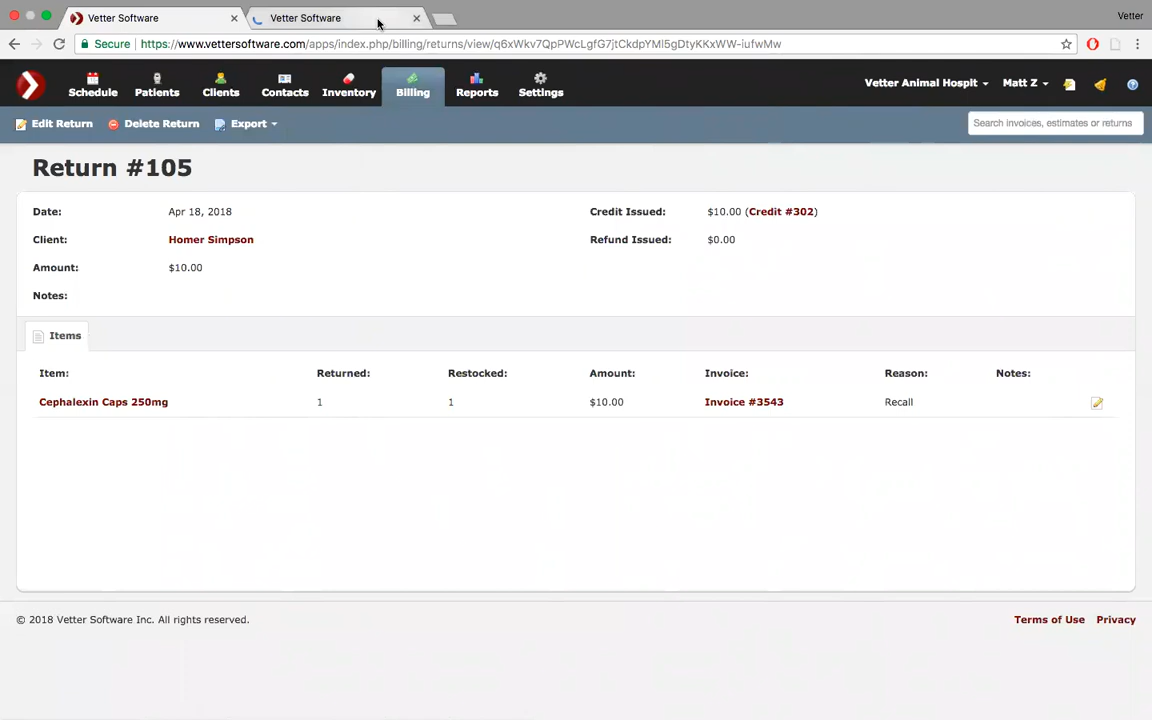 Vetter Software
Vetter Software
Vetter
Secure
https://www.vettersoftware.com/apps/index.php/billing/returns/view/q6xWkv7QpPWcLgfG7jtCkdpYMl5gDtyKKxWW-iufwMw
Schedule Patients Clients Contacts Inventory Billing Reports Settings
Vetter Animal Hospit Matt Z
Edit Return Delete Return Export
Search invoices, estimates or returns
Return #105
Date: Apr 18, 2018
Credit Issued: $10.00 (Credit #302)
Client: Homer Simpson
Refund Issued: $0.00
Amount: $10.00
Notes:
Items
Item: Returned: Restocked: Amount: Invoice: Reason: Notes:
Cephalexin Caps 250mg 1 1 $10.00 Invoice #3543 Recall
© 2018 Vetter Software Inc. All rights reserved.
Terms of Use Privacy